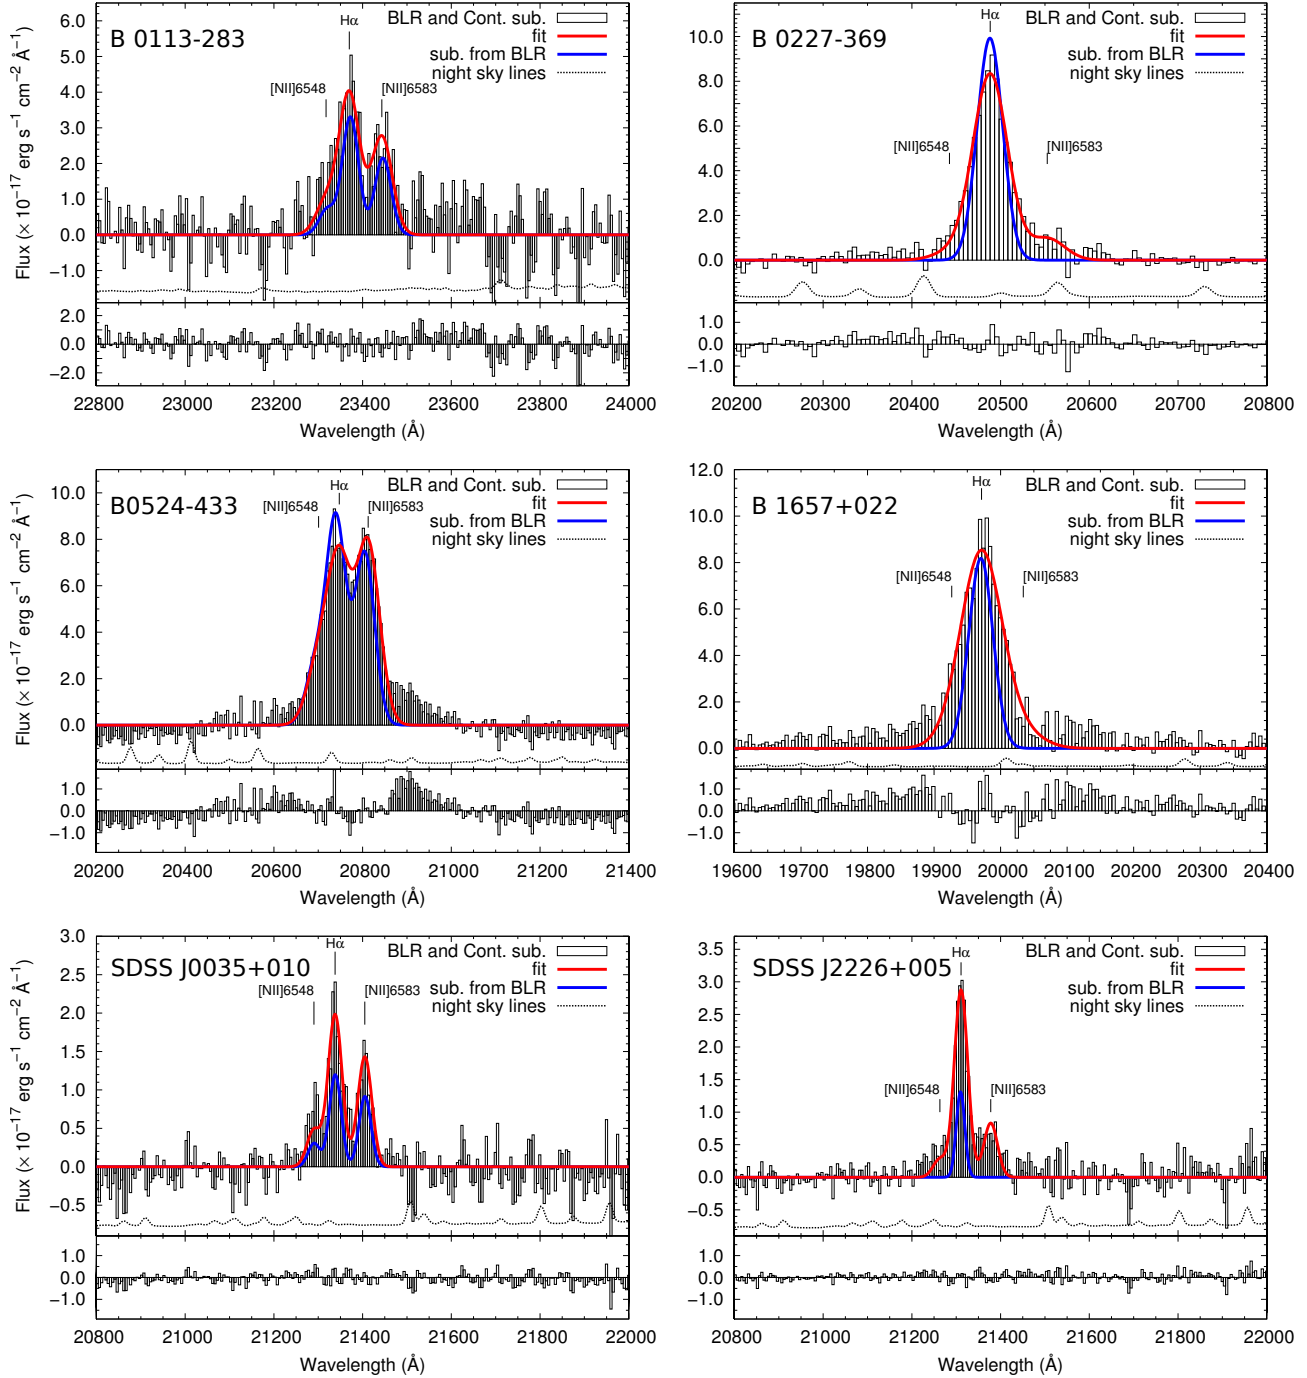 B 0113-283
Hα
[NII]6548
[NII]6583
BLR and Cont. sub.
fit
sub. from BLR
night sky lines
Flux (× 10−17 erg s−1 cm−2 Å−1)
6.0
5.0
4.0
3.0
2.0
1.0
0.0
−1.0
2.0
0.0
−2.0
22800 23000 23200 23400 23600 23800 24000
Wavelength (Å)
B 0227-369
Hα
[NII]6548
[NII]6583
BLR and Cont. sub.
fit
sub. from BLR
night sky lines
10.0
8.0
6.0
4.0
2.0
0.0
1.0
0.0
−1.0
20200 20300 20400 20500 20600 20700 20800
Wavelength (Å)
B0524-433
Hα
[NII]6548
[NII]6583
BLR and Cont. sub.
fit
sub. from BLR
night sky lines
Flux (× 10−17 erg s−1 cm−2 Å−1)
10.0
8.0
6.0
4.0
2.0
0.0
1.0
0.0
−1.0
20200 20400 20600 20800 21000 21200 21400
Wavelength (Å)
B 1657+022
Hα
[NII]6548
[NII]6583
BLR and Cont. sub.
fit
sub. from BLR
night sky lines
12.0
10.0
8.0
6.0
4.0
2.0
0.0
1.0
0.0
−1.0
19600 19700 19800 19900 20000 20100 20200 20300 20400
Wavelength (Å)
SDSS J0035+010
Hα
[NII]6548
[NII]6583
BLR and Cont. sub.
fit
sub. from BLR
night sky lines
Flux (× 10−17 erg s−1 cm−2 Å−1)
3.0
2.5
2.0
1.5
1.0
0.5
0.0
−0.5
1.0
0.0
−1.0
20800 21000 21200 21400 21600 21800 22000
Wavelength (Å)
SDSS J2226+005
Hα
[NII]6548
[NII]6583
BLR and Cont. sub.
fit
sub. from BLR
night sky lines
3.5
3.0
2.5
2.0
1.5
1.0
0.5
0.0
−0.5
1.0
0.0
−1.0
20800 21000 21200 21400 21600 21800 22000
Wavelength (Å)